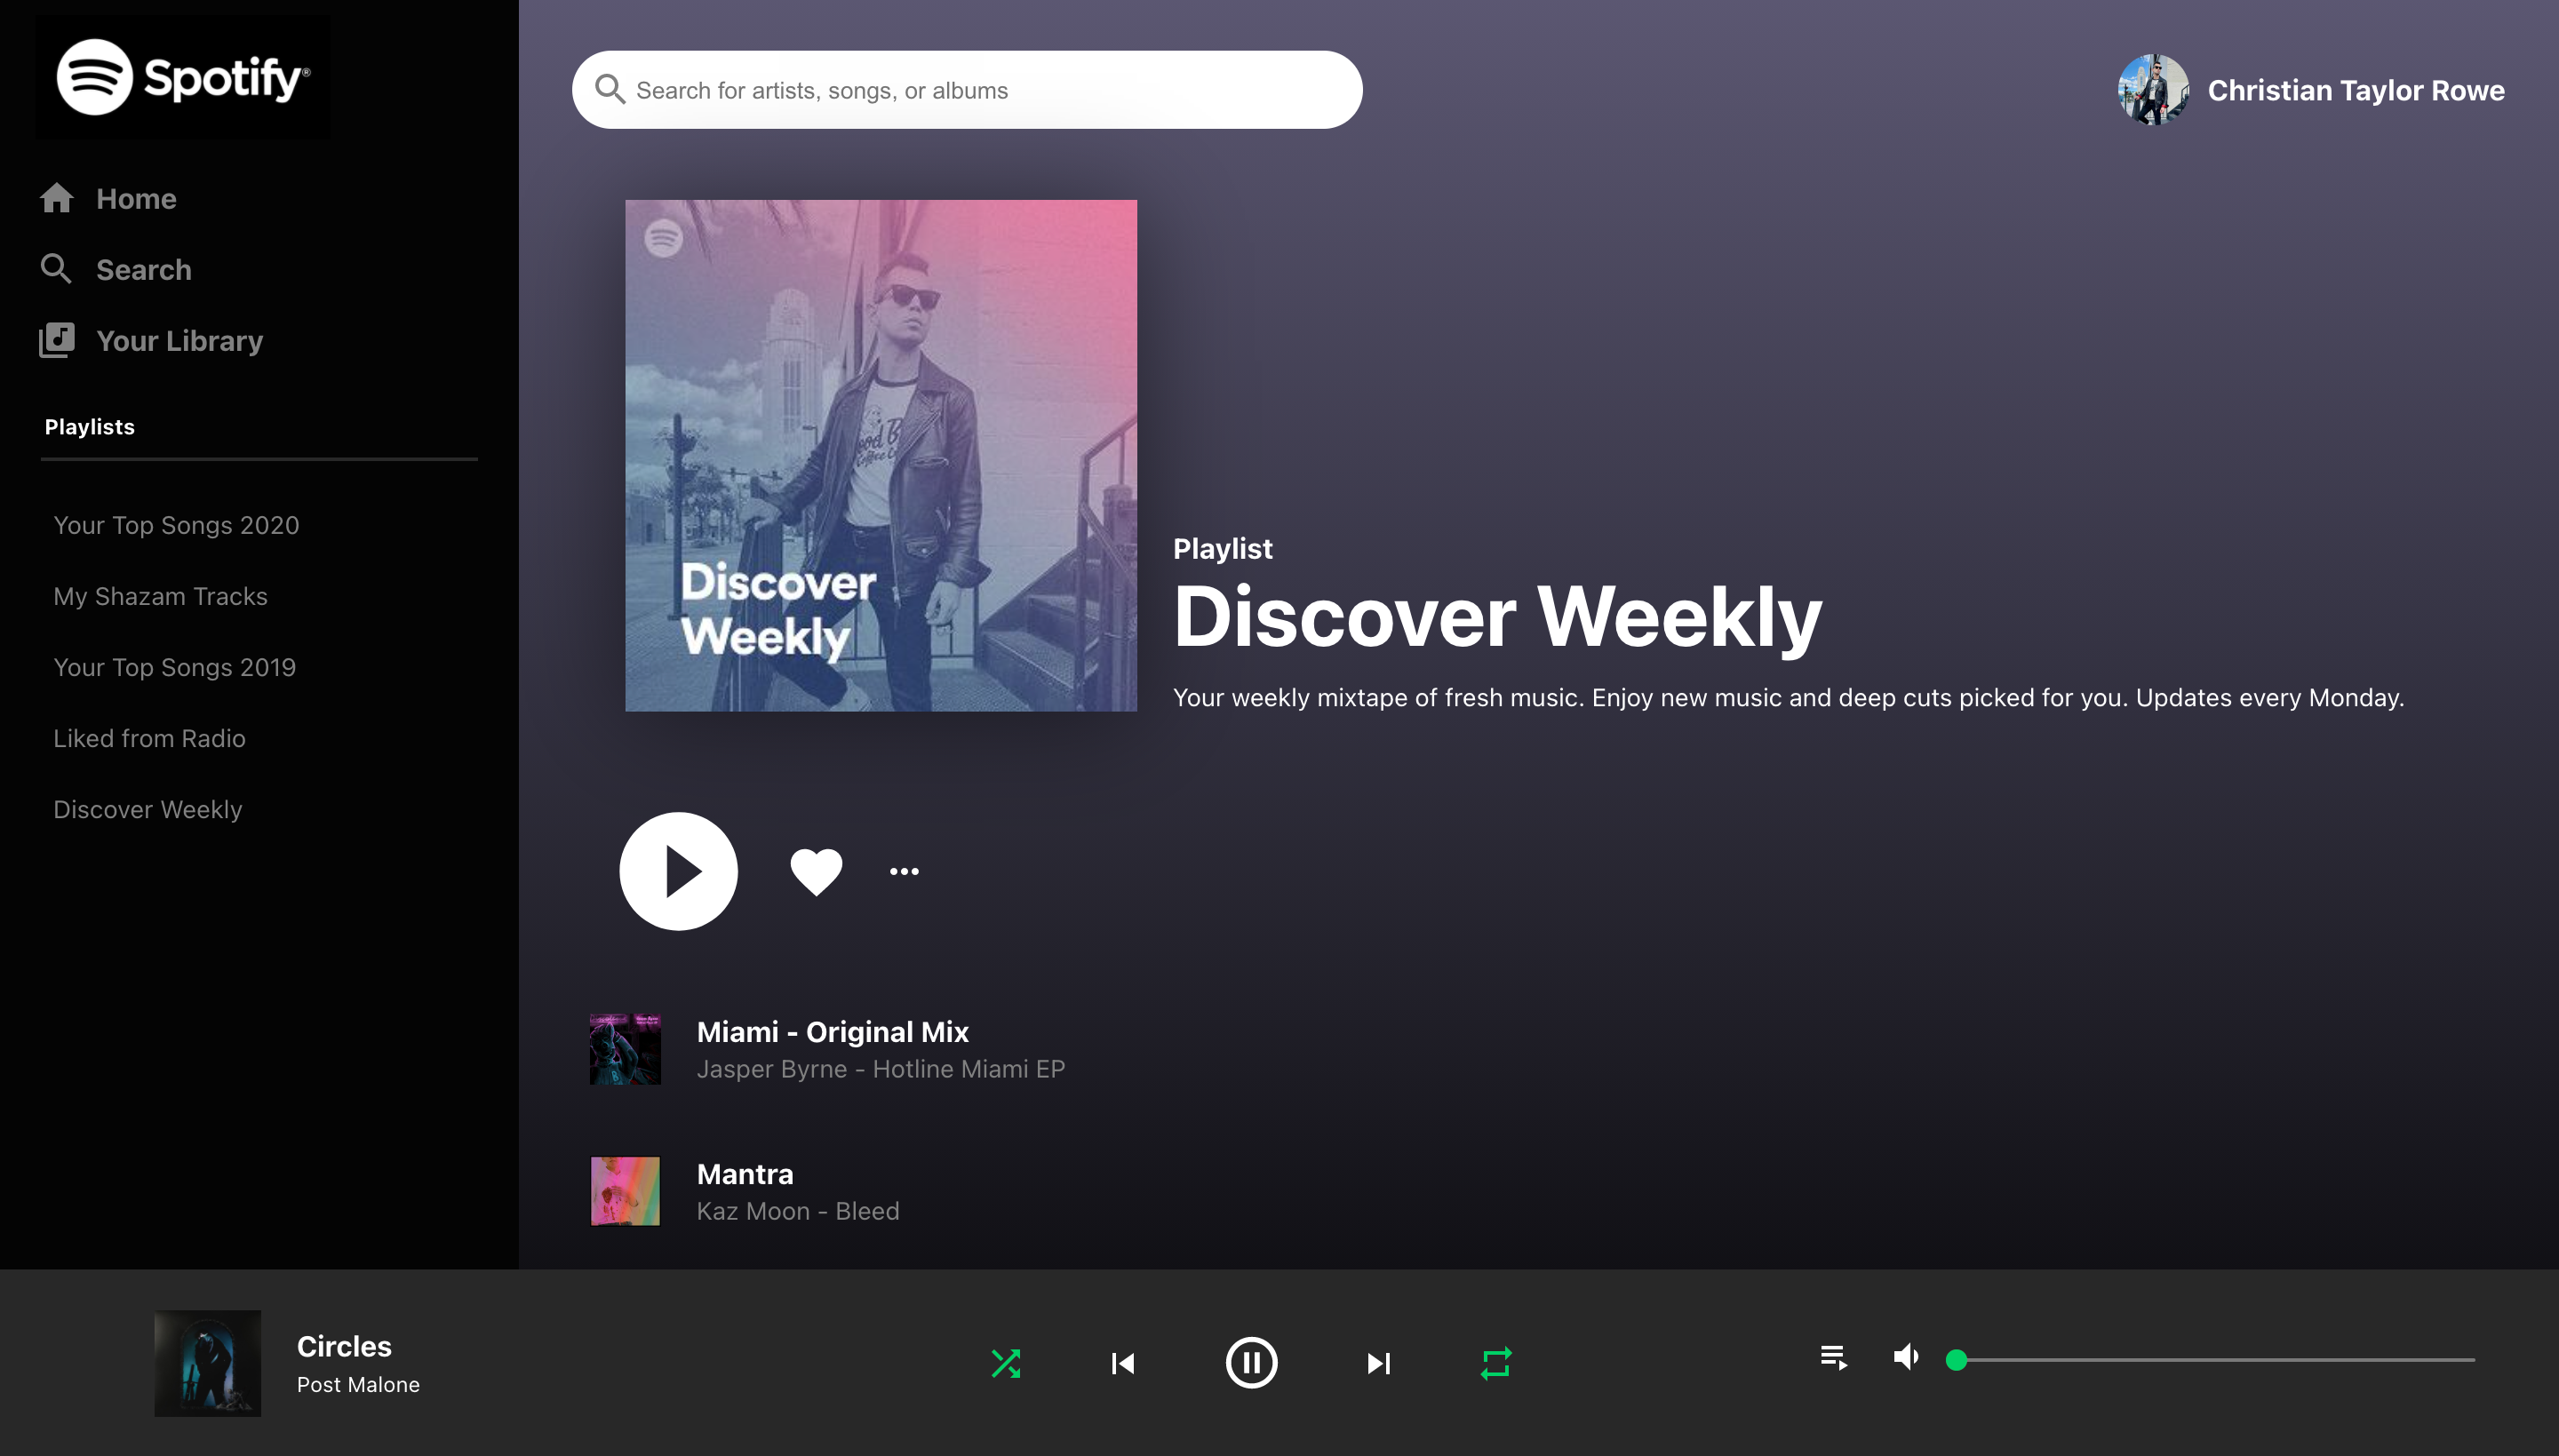 Spotify®
Home
Search
Your Library
Playlists
Your Top Songs 2020
My Shazam Tracks
Your Top Songs 2019
Liked from Radio
Discover Weekly
Search for artists, songs, or albums
Christian Taylor Rowe
Discover
Weekly
Playlist
Discover Weekly
Your weekly mixtape of fresh music. Enjoy new music and deep cuts picked for you. Updates every Monday.
Miami - Original Mix
Jasper Byrne - Hotline Miami EP
Mantra
Kaz Moon - Bleed
Circles
Post Malone